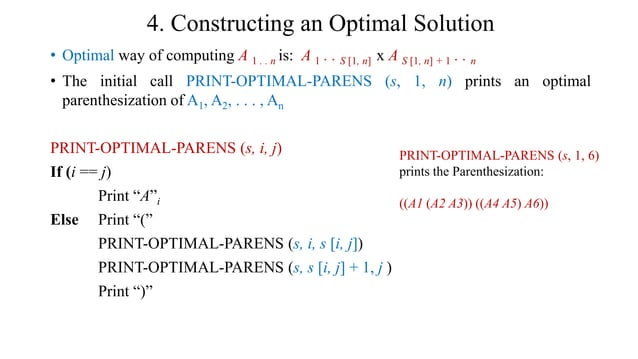 4. Constructing an Optimal Solution
• Optimal way of computing A 1 . . n is: A 1 . . S [1, n] x A S [1, n] + 1 . . n
• The initial call PRINT-OPTIMAL-PARENS (s, 1, n) prints an optimal
parenthesization of A1, A2, . . . , An
PRINT-OPTIMAL-PARENS (s, i, j)
If (i == j)
Print “A”i
Else Print “(”
PRINT-OPTIMAL-PARENS (s, i, s [i, j])
PRINT-OPTIMAL-PARENS (s, s [i, j] + 1, j )
Print “)”
PRINT-OPTIMAL-PARENS (s, 1, 6)
prints the Parenthesization:
((A1 (A2 A3)) ((A4 A5) A6))